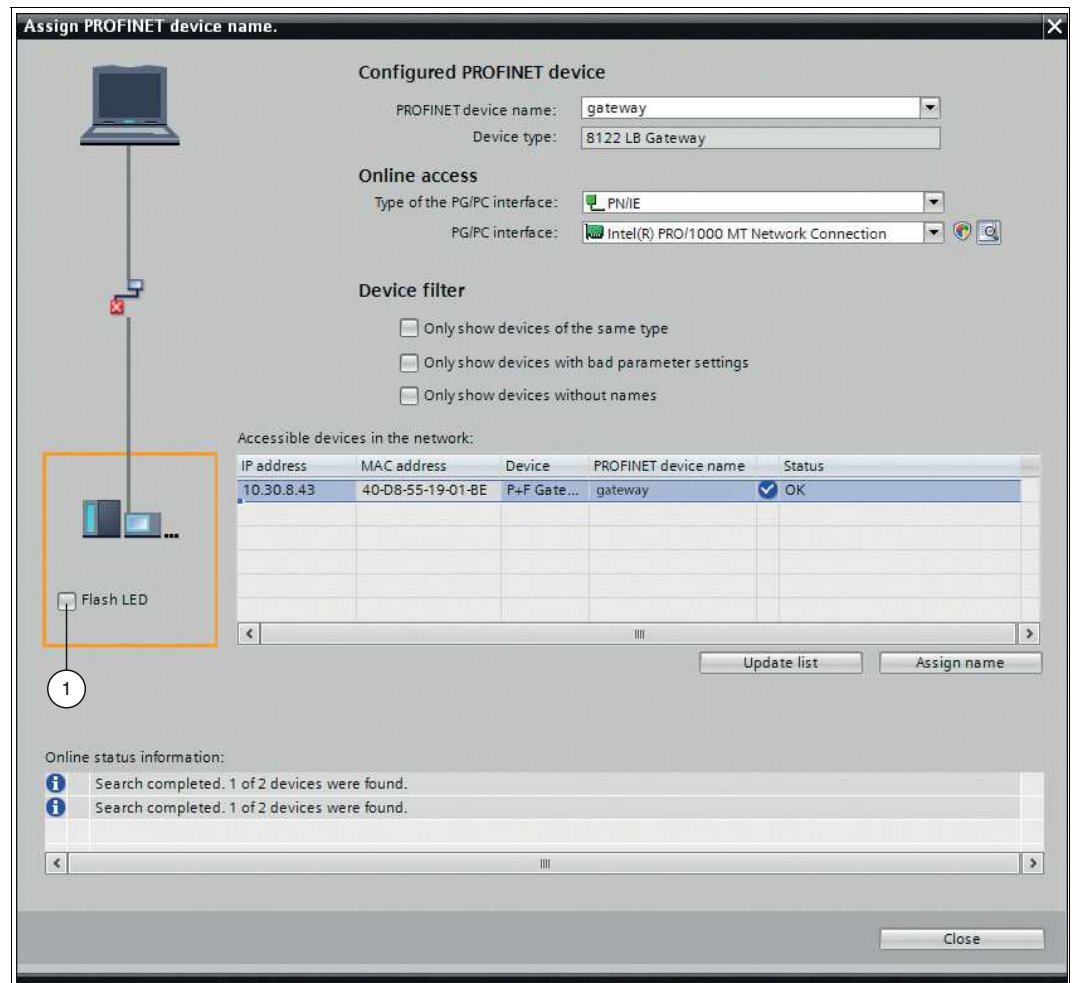 Assign PROFINET device name.
Configured PROFINET device
PROFINET device name: gateway
Device type: 8122 LB Gateway
Online access
Type of the PG/PC interface: PN/IE
PG/PC interface: Intel(R) PRO/1000 MT Network Connection
Device filter
Only show devices of the same type
Only show devices with bad parameter settings
Only show devices without names
Accessible devices in the network:
IP address MAC address Device PROFINET device name Status
10.30.8.43 40-D8-55-19-01-BE P+F Gate... gateway OK
Flash LED
Update list Assign name
1
Online status information:
Search completed. 1 of 2 devices were found.
Search completed. 1 of 2 devices were found.
Close